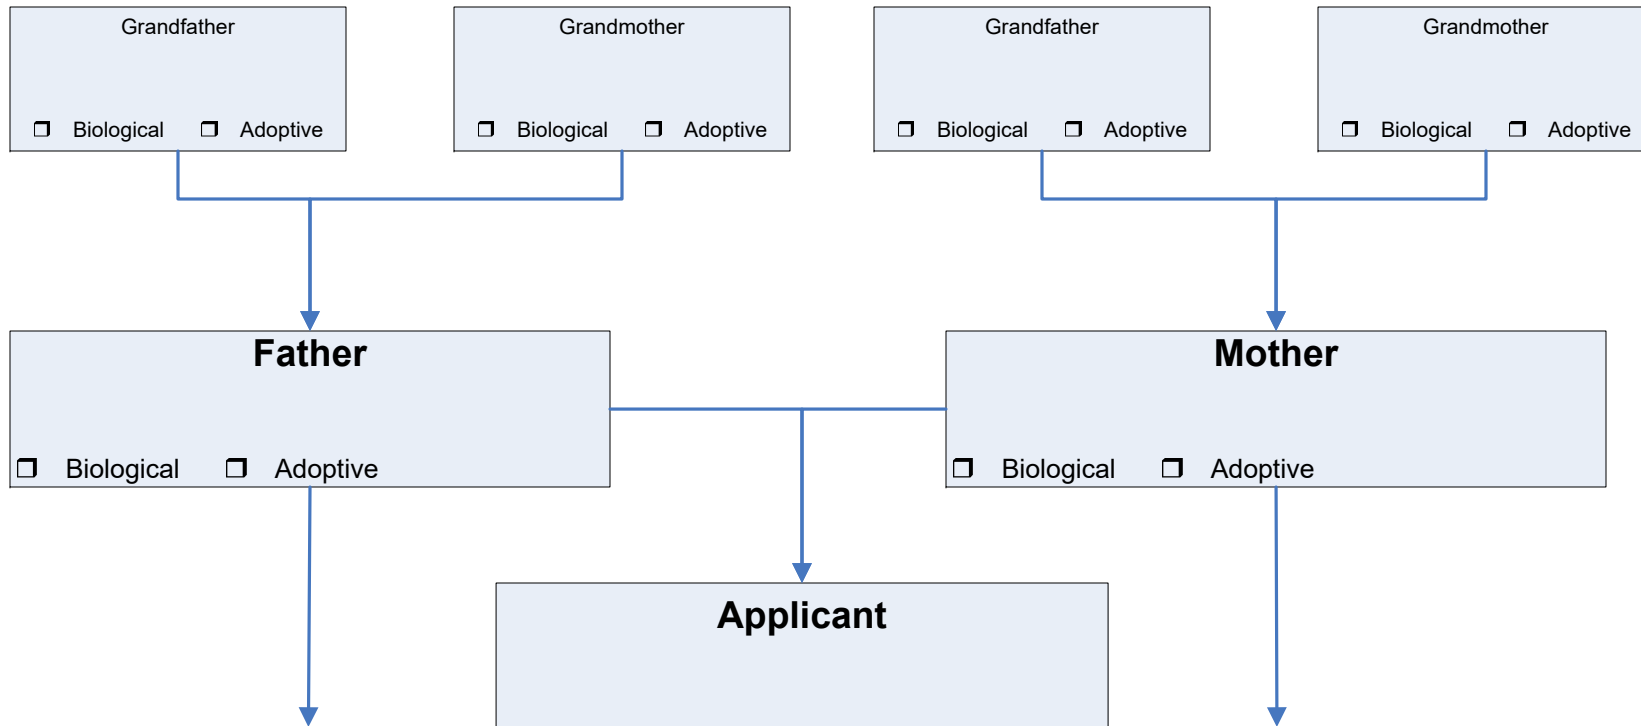 Grandfather Grandmother Grandfather Grandmother
❒ Biological ❒ Adoptive ❒ Biological ❒ Adoptive ❒ Biological ❒ Adoptive ❒ Biological ❒ Adoptive
Father Mother
❒ Biological ❒ Adoptive ❒ Biological ❒ Adoptive
Applicant